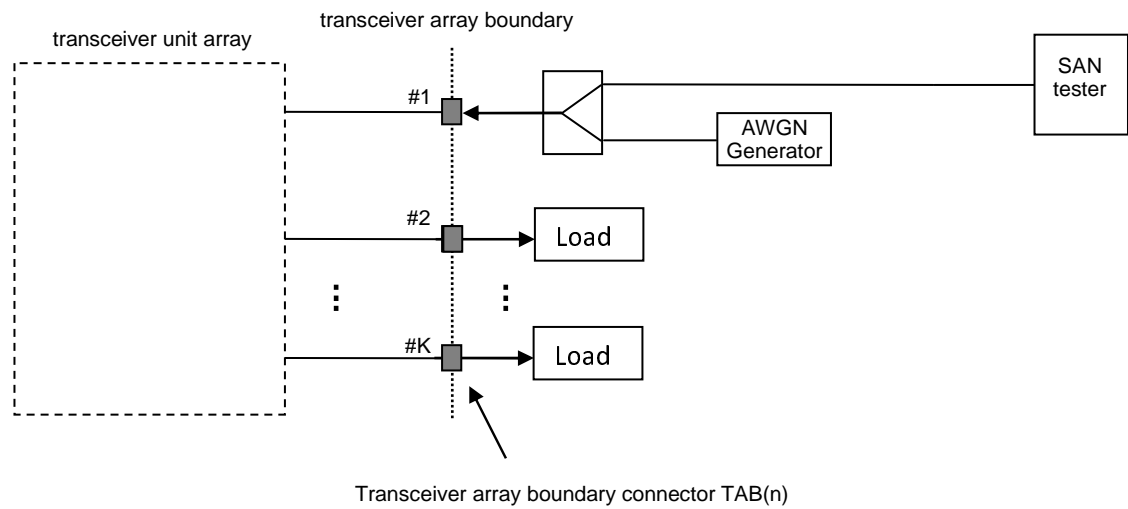 transceiver array boundary
transceiver unit array
SAN
tester
#1
AWGN
Generator
#2
Load
#K
Load
Transceiver array boundary connector TAB(n)